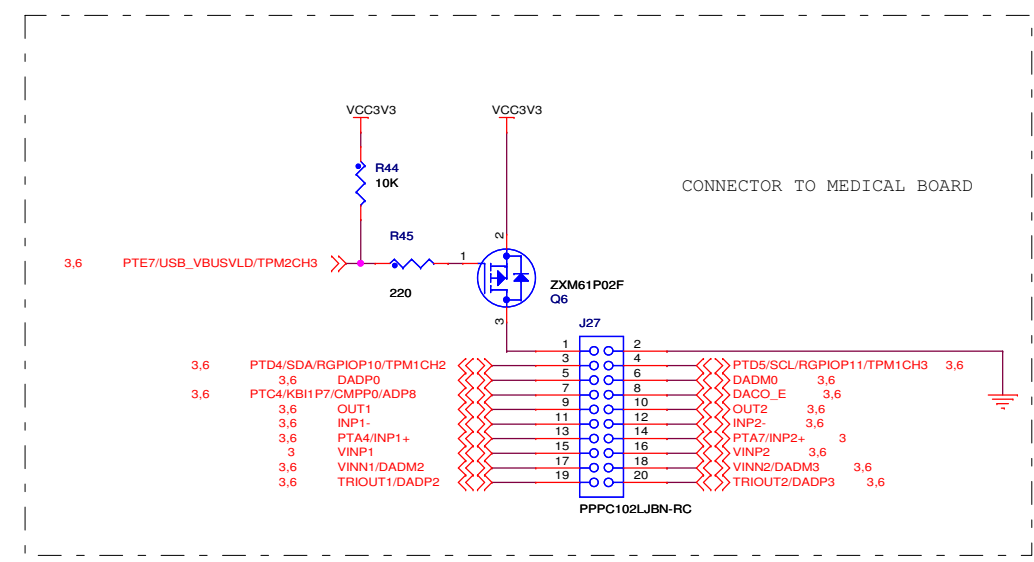 VCC3V3 VCC3V3
R44
10K
CONNECTOR TO MEDICAL BOARD
R45
2
1
3,6 PTE7/USB_VBUSVLD/TPM2CH3
220
ZXM61P02F
Q6
3
J27
1 2
3,6 PTD4/SDA/RGPIOP10/TPM1CH2 3 4 PTD5/SCL/RGPIOP11/TPM1CH3 3,6
3,6 DADP0 5 6 DADM0 3,6
3,6 PTC4/KBI1P7/CMPP0/ADP8 7 8 DACO_E 3,6
3,6 OUT1 9 10 OUT2 3,6
3,6 INP1- 11 12 INP2- 3,6
3,6 PTA4/INP1+ 13 14 PTA7/INP2+ 3
3 VINP1 15 16 VINP2 3,6
3,6 VINN1/DADM2 17 18 VINN2/DADM3 3,6
3,6 TRIOUT1/DADP2 19 20 TRIOUT2/DADP3 3,6
PPPC102LJBN-RC